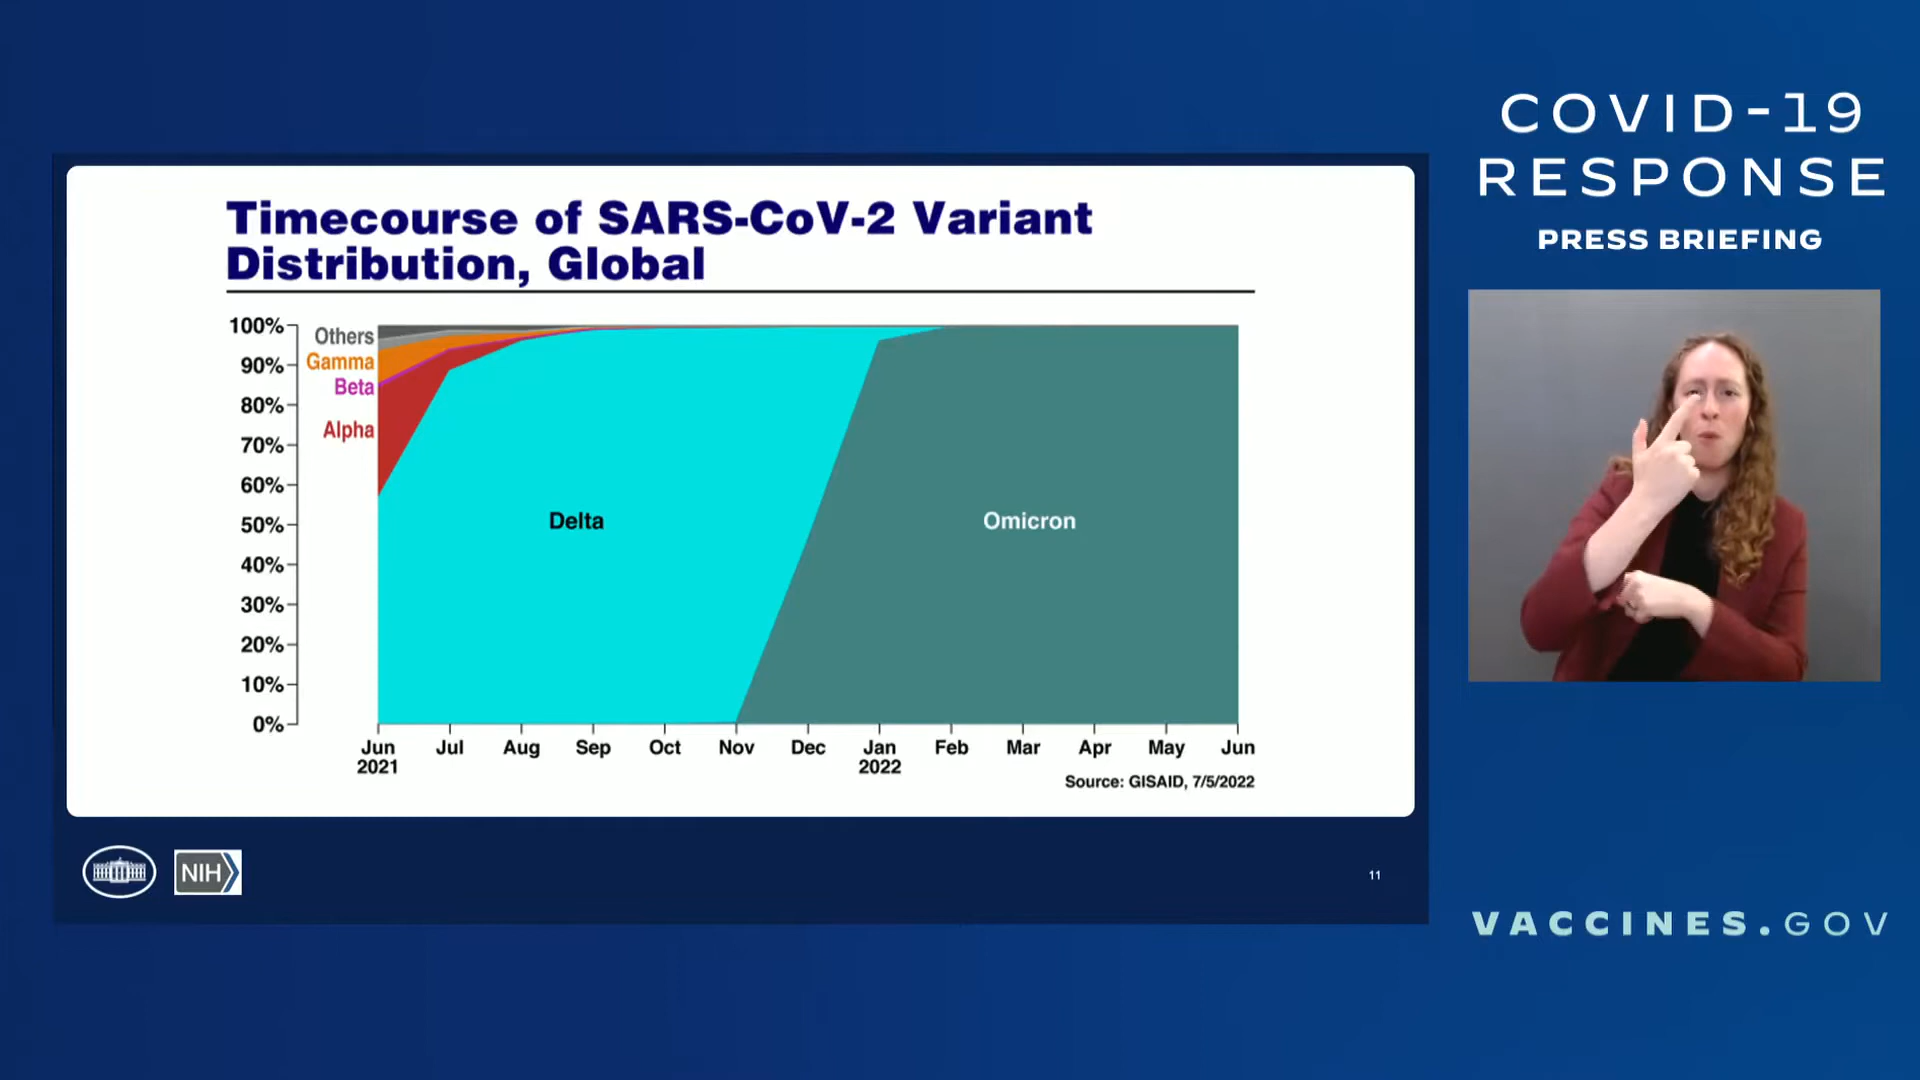 COVID-19
RESPONSE
PRESS BRIEFING
Timecourse of SARS-CoV-2 Variant
Distribution, Global
100%
90%
80%
70%
60%
50%
40%
30%
20%
10%
0%
Others
Gamma
Beta
Alpha
Delta
Omicron
Jun Jul Aug Sep Oct Nov Dec Jan Feb Mar Apr May Jun
2021 2022
Source: GISAID, 7/5/2022
NIH
11
VACCINES.GOV